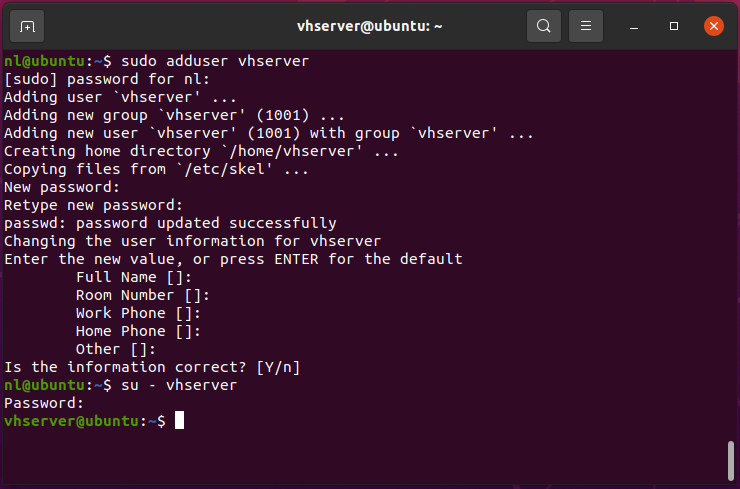 vhserver@ubuntu: ~
nl@ubuntu:~$ sudo adduser vhserver
[sudo] password for nl:
Adding user `vhserver' ...
Adding new group `vhserver' (1001) ...
Adding new user `vhserver' (1001) with group `vhserver' ...
Creating home directory `/home/vhserver' ...
Copying files from `/etc/skel' ...
New password:
Retype new password:
passwd: password updated successfully
Changing the user information for vhserver
Enter the new value, or press ENTER for the default
        Full Name []:
        Room Number []:
        Work Phone []:
        Home Phone []:
        Other []:
Is the information correct? [Y/n]
nl@ubuntu:~$ su - vhserver
Password:
vhserver@ubuntu:~$